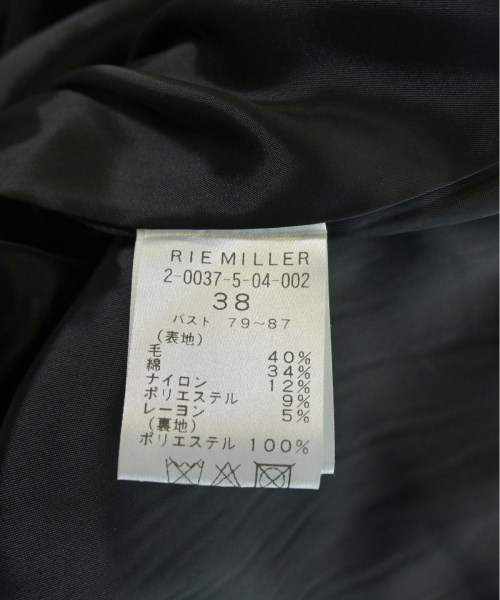 RIE MILLER
2-0037-5-04-002
38
バスト 79~87
(表地)
毛 40%
綿 34%
ナイロン 12%
ポリエステル 9%
レーヨン 5%
(裏地)
ポリエステル 100%